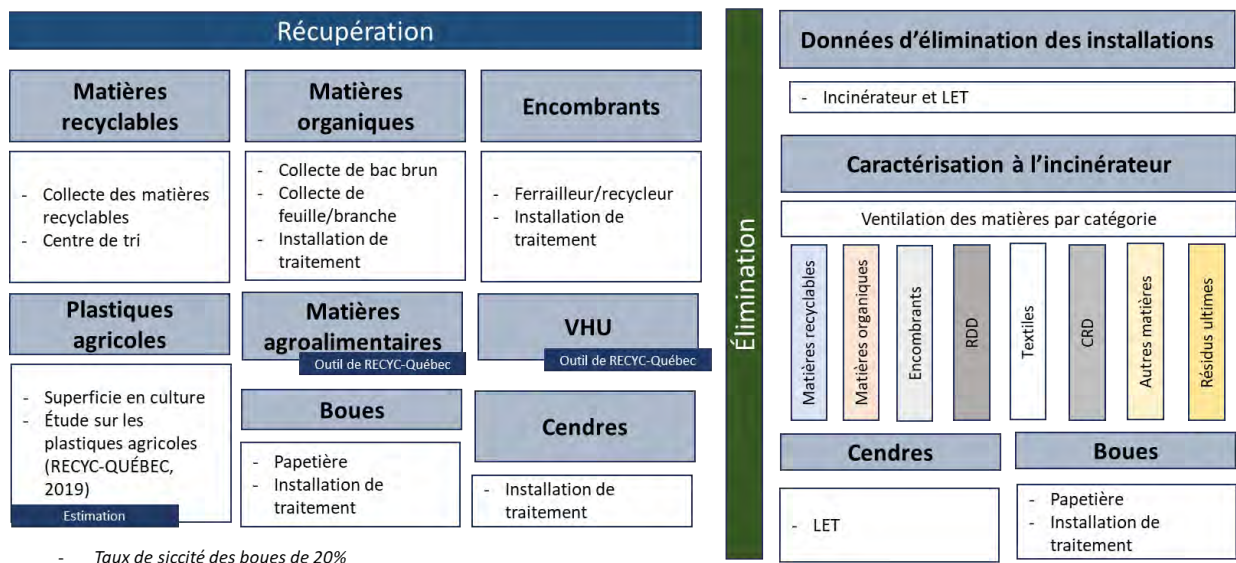 Récupération
Matières
recyclables
- Collecte des matières
recyclables
- Centre de tri
Matières
organiques
- Collecte de bac brun
- Collecte de
feuille/branche
- Installation de
traitement
Encombrants
- Ferrailleur/recycleur
- Installation de
traitement
Plastiques
agricoles
- Superficie en culture
- Étude sur les
plastiques agricoles
(RECYC-QUÉBEC,
2019)
Estimation
Matières
agroalimentaires
Outil de RECYC-Québec
VHU
Outil de RECYC-Québec
Boues
- Papetière
- Installation de
traitement
Cendres
- Installation de
traitement
- Taux de siccité des boues de 20%
Élimination
Données d'élimination des installations
- Incinérateur et LET
Caractérisation à l'incinérateur
Ventilation des matières par catégorie
Matières recyclables
Matières organiques
Encombrants
RDD
Textiles
CRD
Autres matières
Résidus ultimes
Cendres
- LET
Boues
- Papetière
- Installation de
traitement